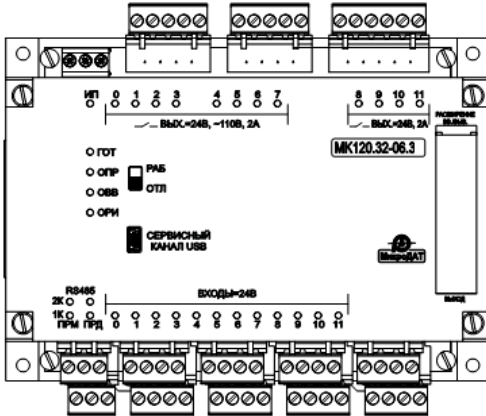 ИП 0 1 2 3 4 5 6 7 8 9 10 11
ВЫХ.=24В, ~110В, 2А
ВЫХ.=24В, 2А
РАСШИРЕНИЕ
ГОТ
ОПР
ОВВ
ОРИ
РАБ
ОТЛ
МК120.32-06.3
СЕРВИСНЫЙ
КАНАЛ USB
МикроДАТ
ВЫХОД
RS485
2К
1К
ПРМ ПРД
ВХОДЫ=24В
0 1 2 3 4 5 6 7 8 9 10 11